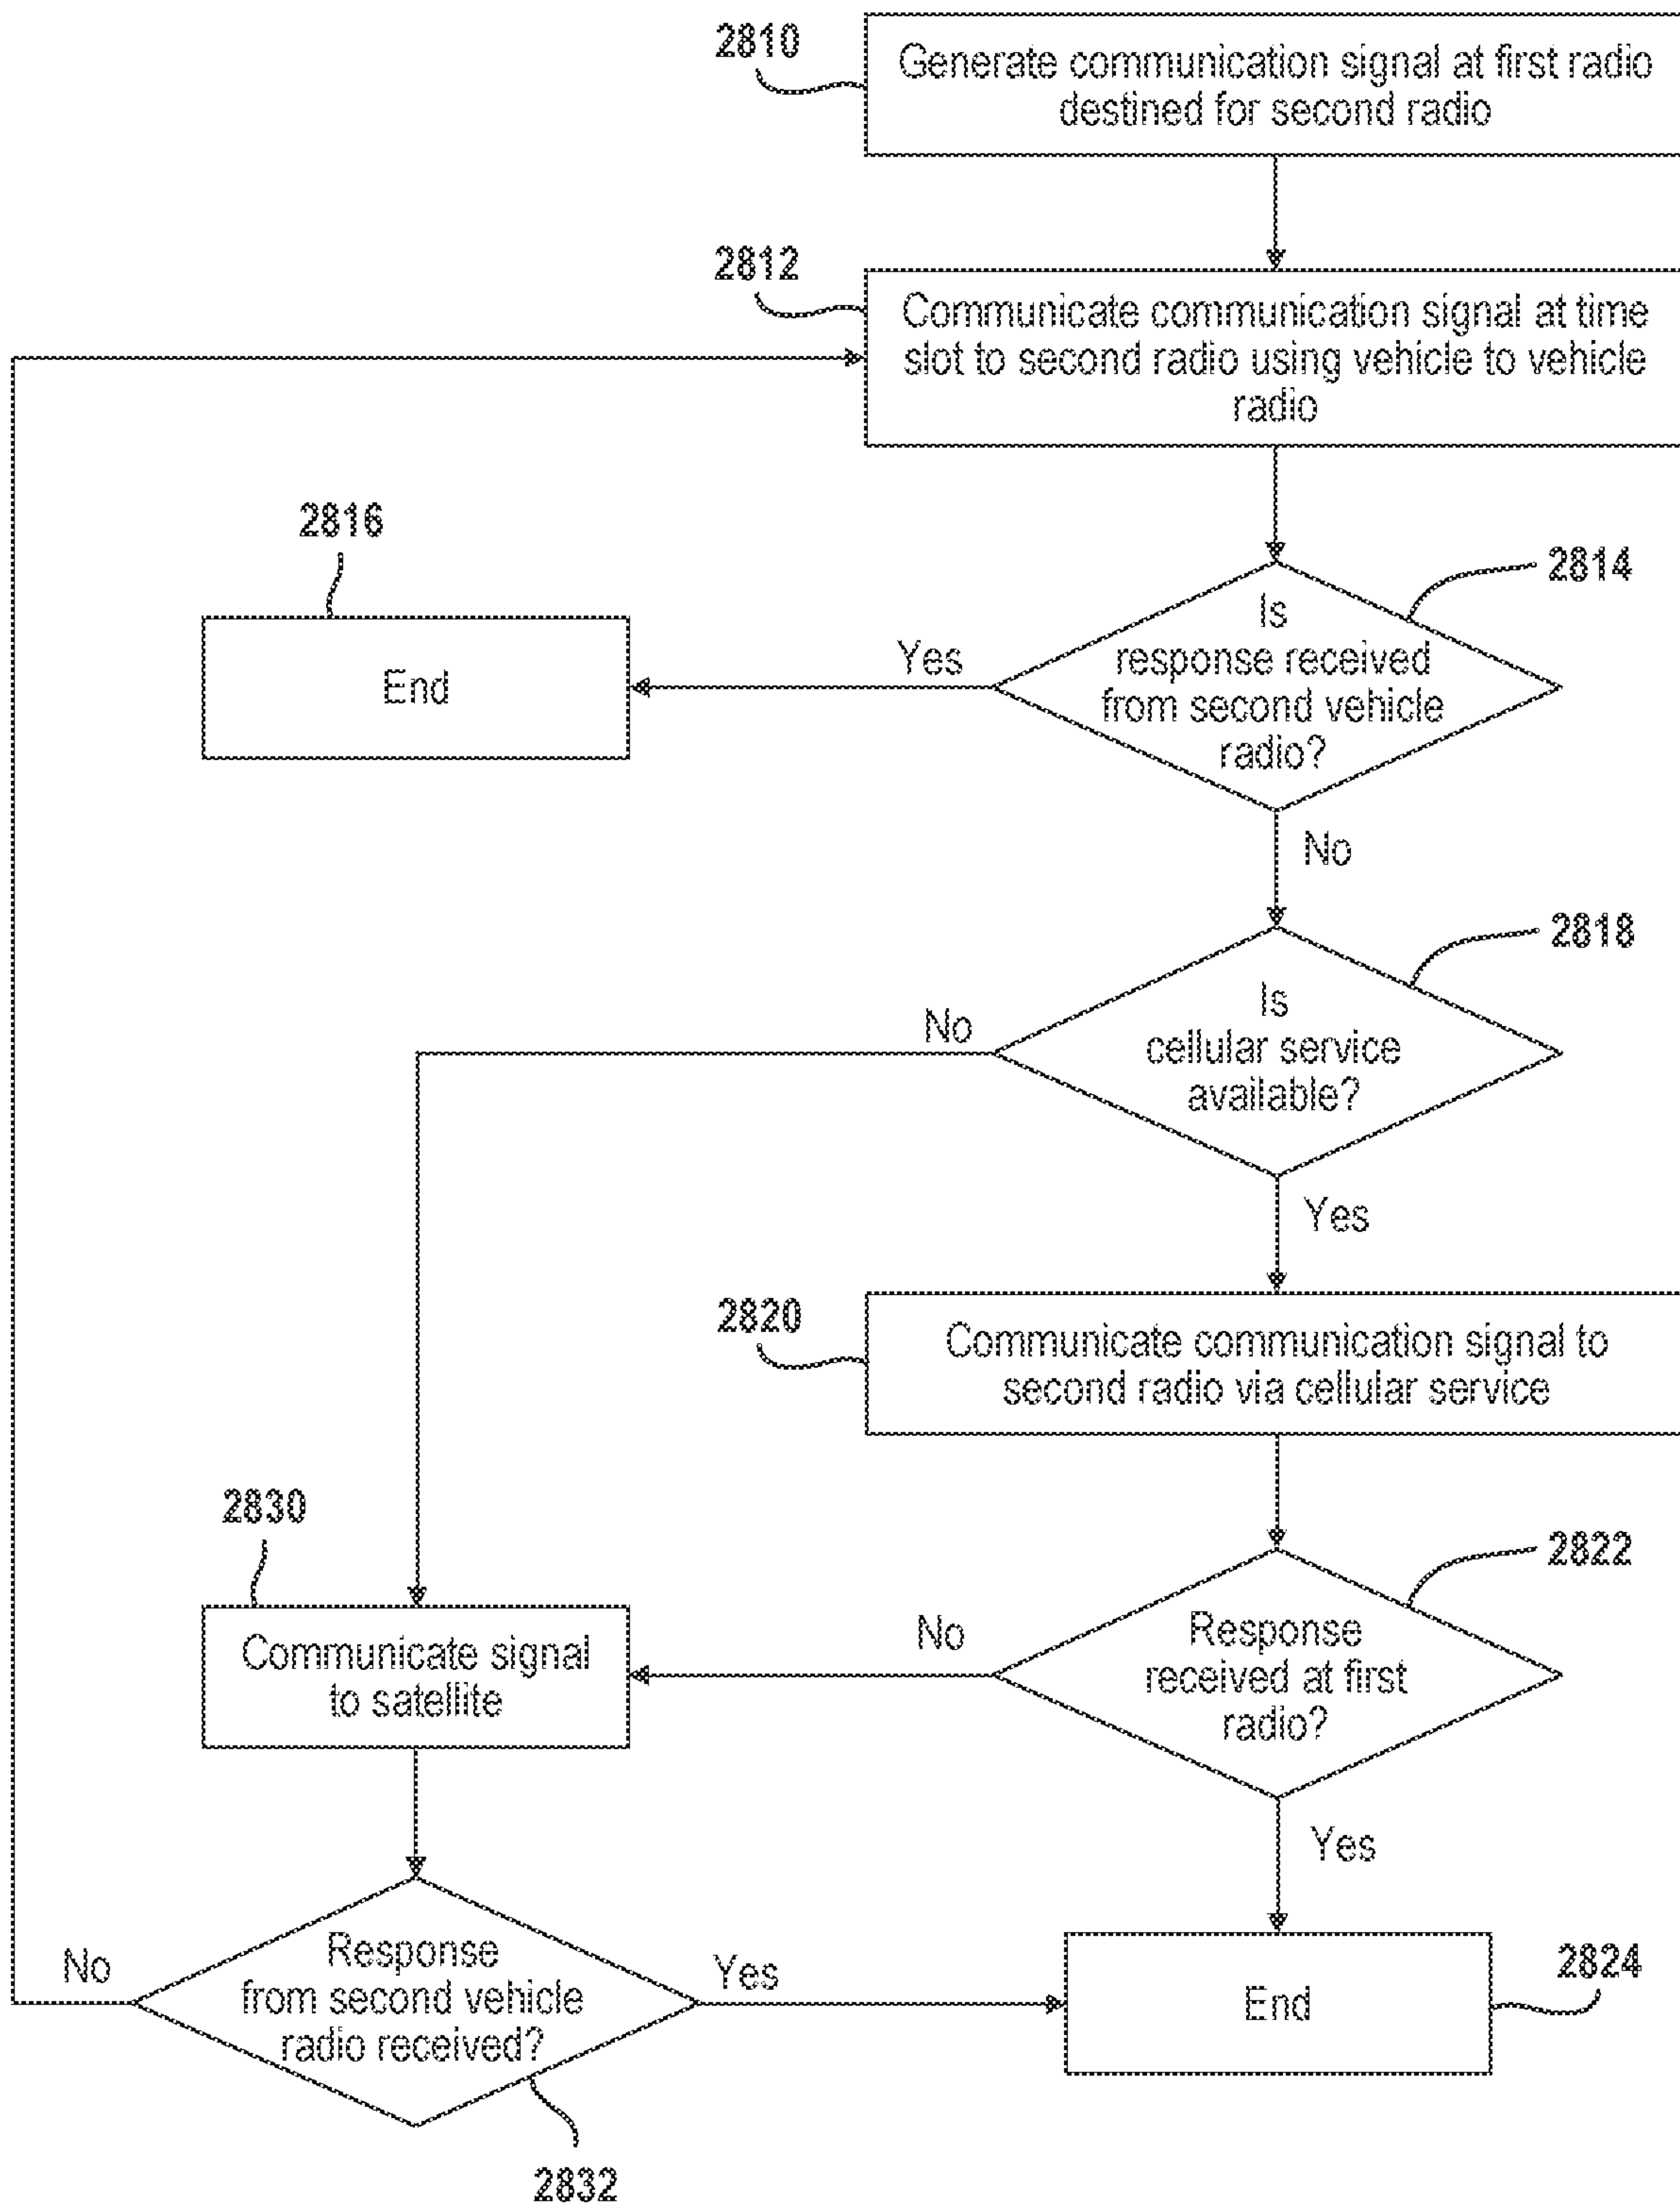 2810
Generate communication signal at first radio
destined for second radio
2812
Communicate communication signal at time
slot to second radio using vehicle to vehicle
radio
2816
End
Yes
2814
Is
response received
from second vehicle
radio?
No
2818
Is
cellular service
available?
No
Yes
2820
Communicate communication signal to
second radio via cellular service
2830
Communicate signal
to satellite
No
2822
Response
received at first
radio?
Yes
No
Response
from second vehicle
radio received?
Yes
2832
End
2824